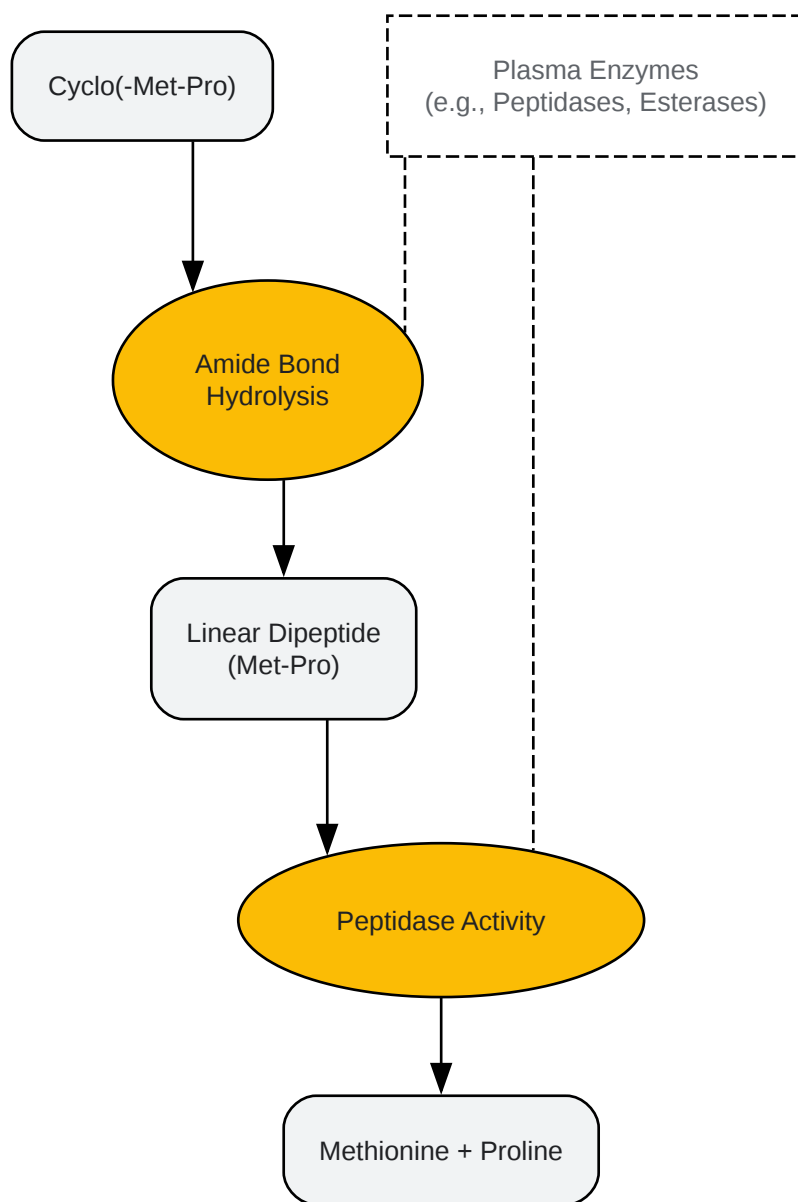 Cyclo(-Met-Pro)
Plasma Enzymes
(e.g., Peptidases, Esterases)
Amide Bond
Hydrolysis
Linear Dipeptide
(Met-Pro)
Peptidase Activity
Methionine + Proline